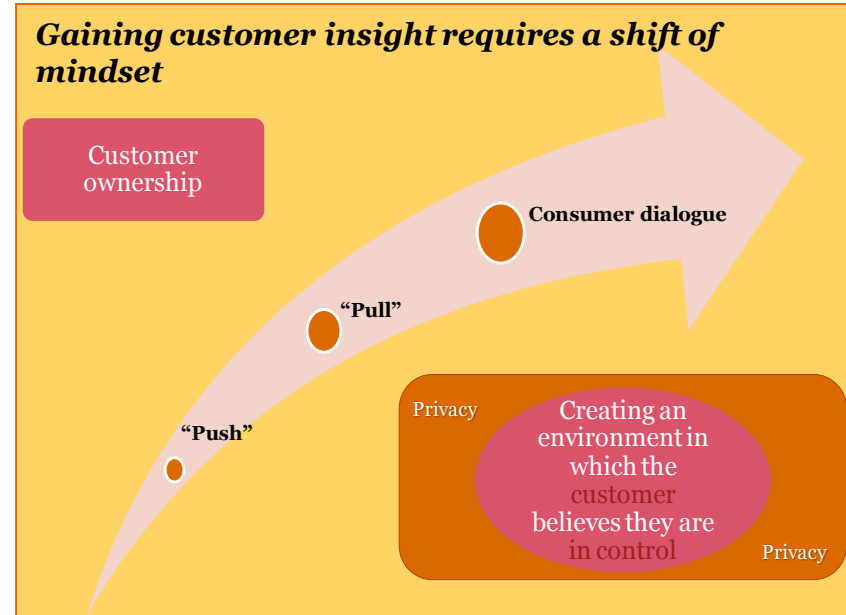 Gaining customer insight requires a shift of
mindset
Customer
ownership
Consumer dialogue
“Pull”
“Push”
Privacy
Creating an
environment in
which the
customer
believes they are
in control
Privacy